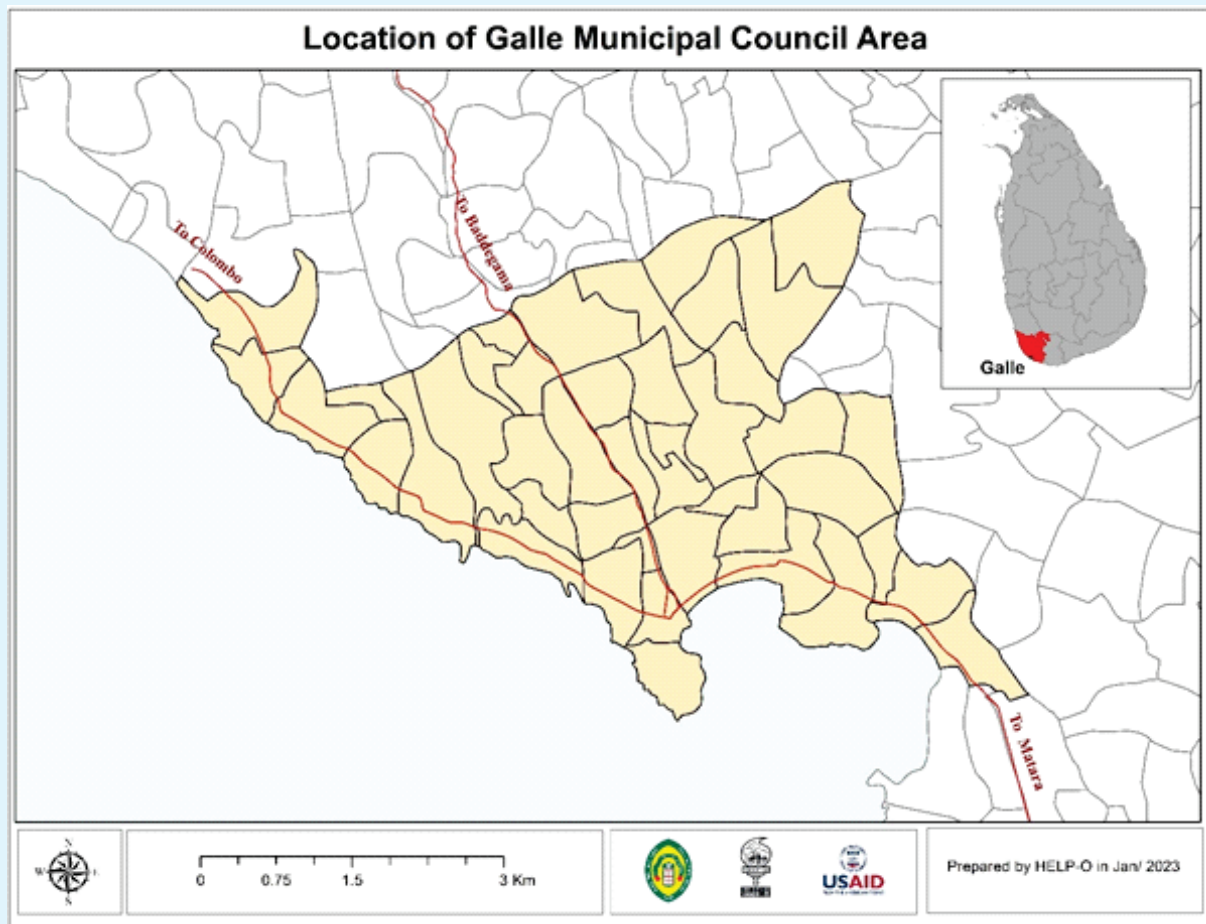 Location of Galle Municipal Council Area
To Colombo
To Baddegama
Galle
To Matara
N
W
E
S
0 0.75 1.5 3 Km
USAID
Prepared by HELP-O in Jan/ 2023